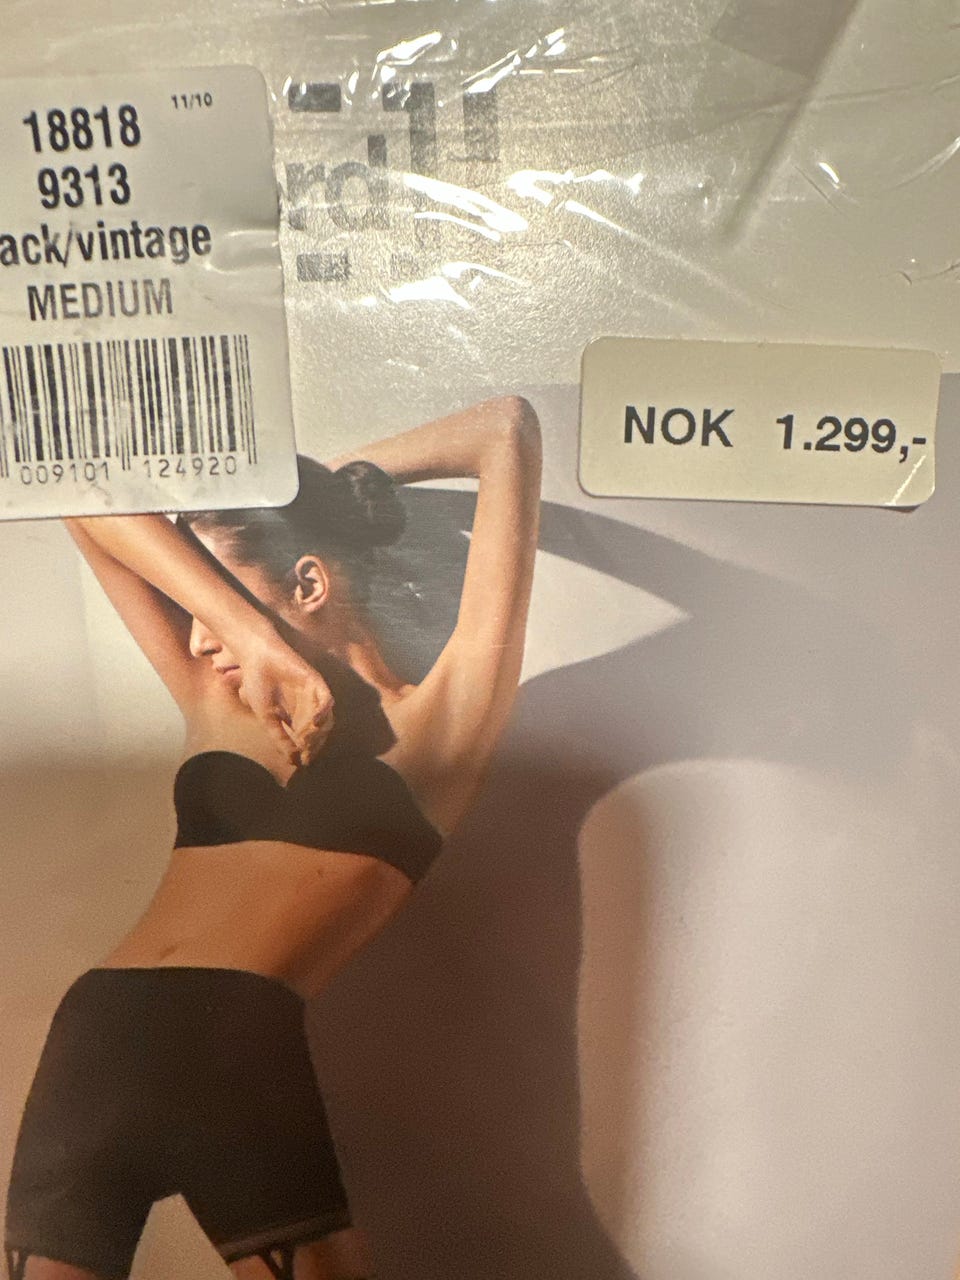 11/10
18818
9313
ack/vintage
MEDIUM
009101 124920
NOK 1.299,-